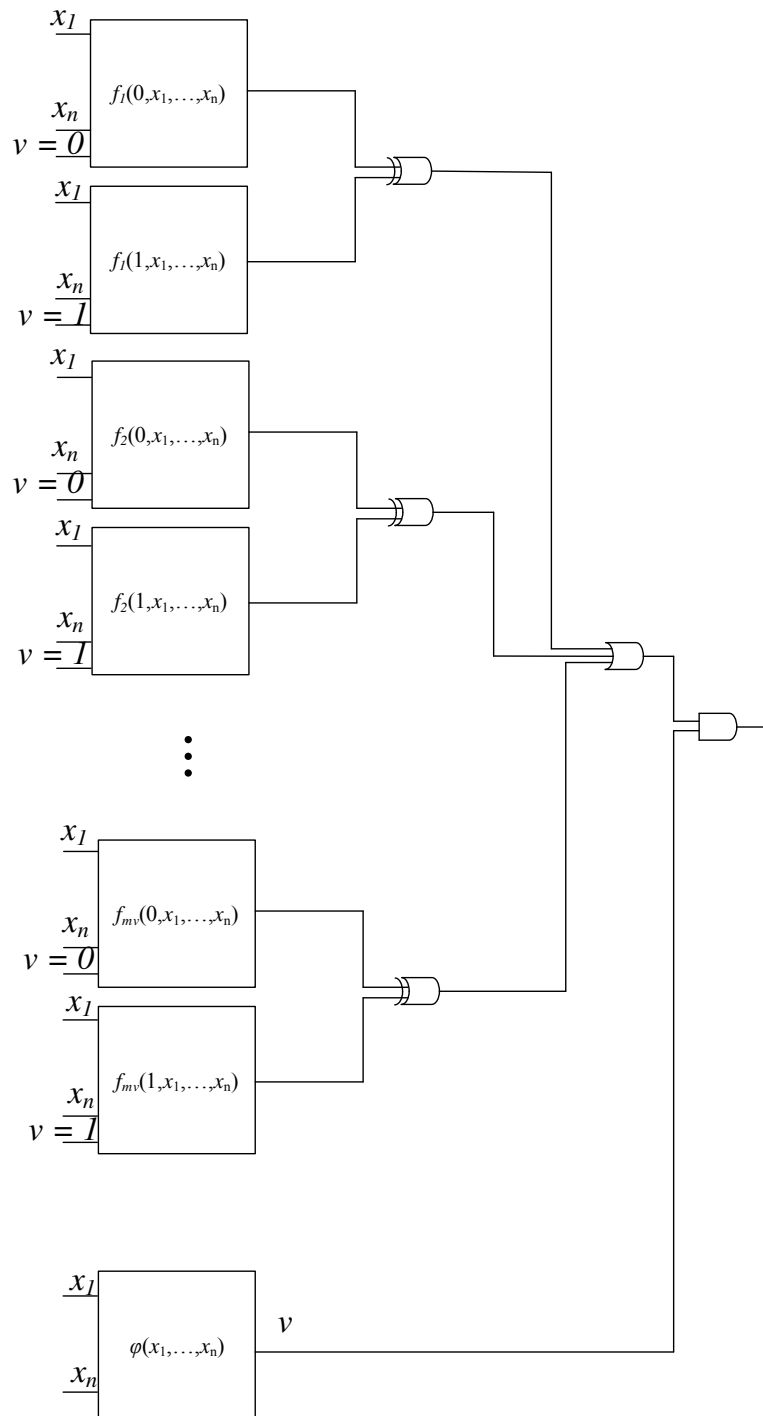 x₁
f₁(0,x₁,…,xₙ)
xₙ
v = 0
x₁
f₁(1,x₁,…,xₙ)
xₙ
v = 1
x₁
f₂(0,x₁,…,xₙ)
xₙ
v = 0
x₁
f₂(1,x₁,…,xₙ)
xₙ
v = 1
x₁
f_mv(0,x₁,…,xₙ)
xₙ
v = 0
x₁
f_mv(1,x₁,…,xₙ)
xₙ
v = 1
x₁
v
φ(x₁,…,xₙ)
xₙ